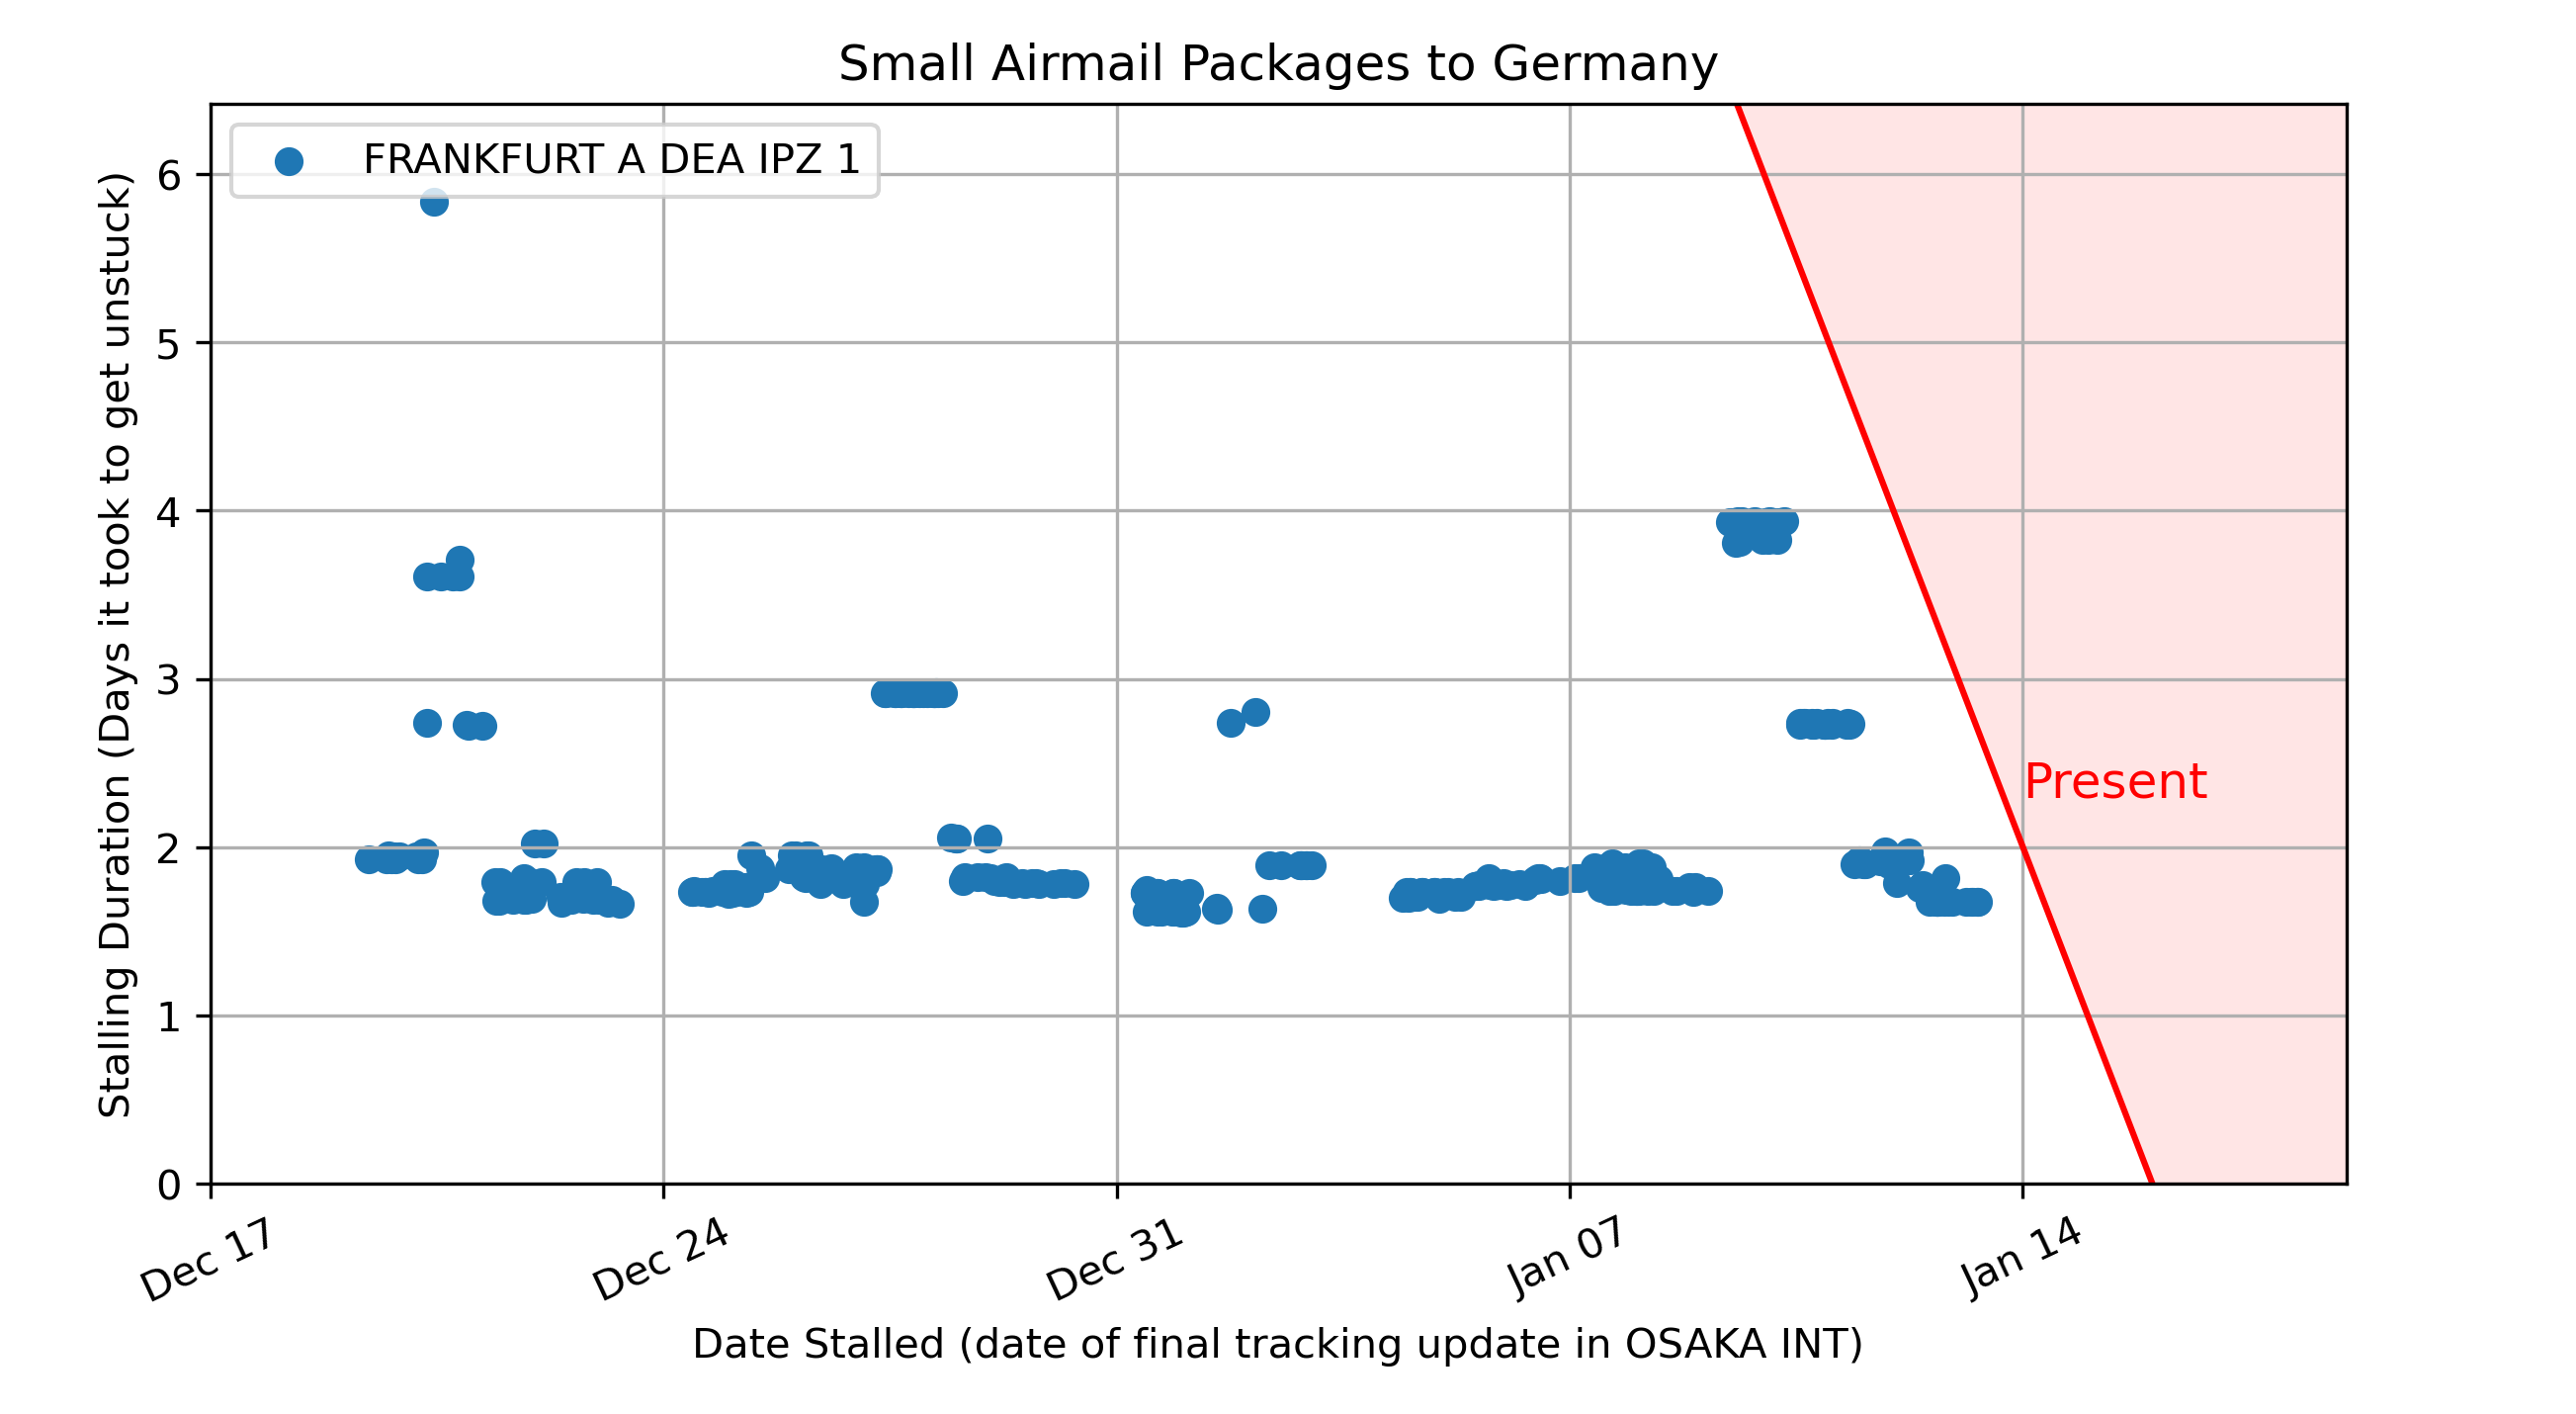 Small Airmail Packages to Germany
FRANKFURT A DEA IPZ 1
Stalling Duration (Days it took to get unstuck)
6
5
4
3
2
1
0
Present
Dec 17
Dec 24
Dec 31
Jan 07
Jan 14
Date Stalled (date of final tracking update in OSAKA INT)